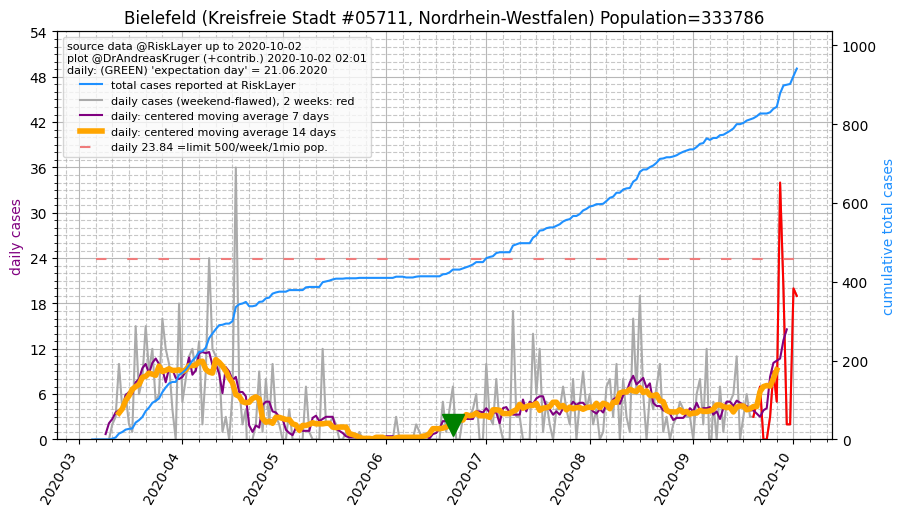 Bielefeld (Kreisfreie Stadt #05711, Nordrhein-Westfalen) Population=333786
source data @RiskLayer up to 2020-10-02
plot @DrAndreasKruger (+contrib.) 2020-10-02 02:01
daily: (GREEN) 'expectation day' = 21.06.2020
total cases reported at RiskLayer
daily cases (weekend-flawed), 2 weeks: red
daily: centered moving average 7 days
daily: centered moving average 14 days
daily 23.84 =limit 500/week/1mio pop.
daily cases
54
48
42
36
30
24
18
12
6
0
1000
800
600
400
200
0
cumulative total cases
2020-03
2020-04
2020-05
2020-06
2020-07
2020-08
2020-09
2020-10